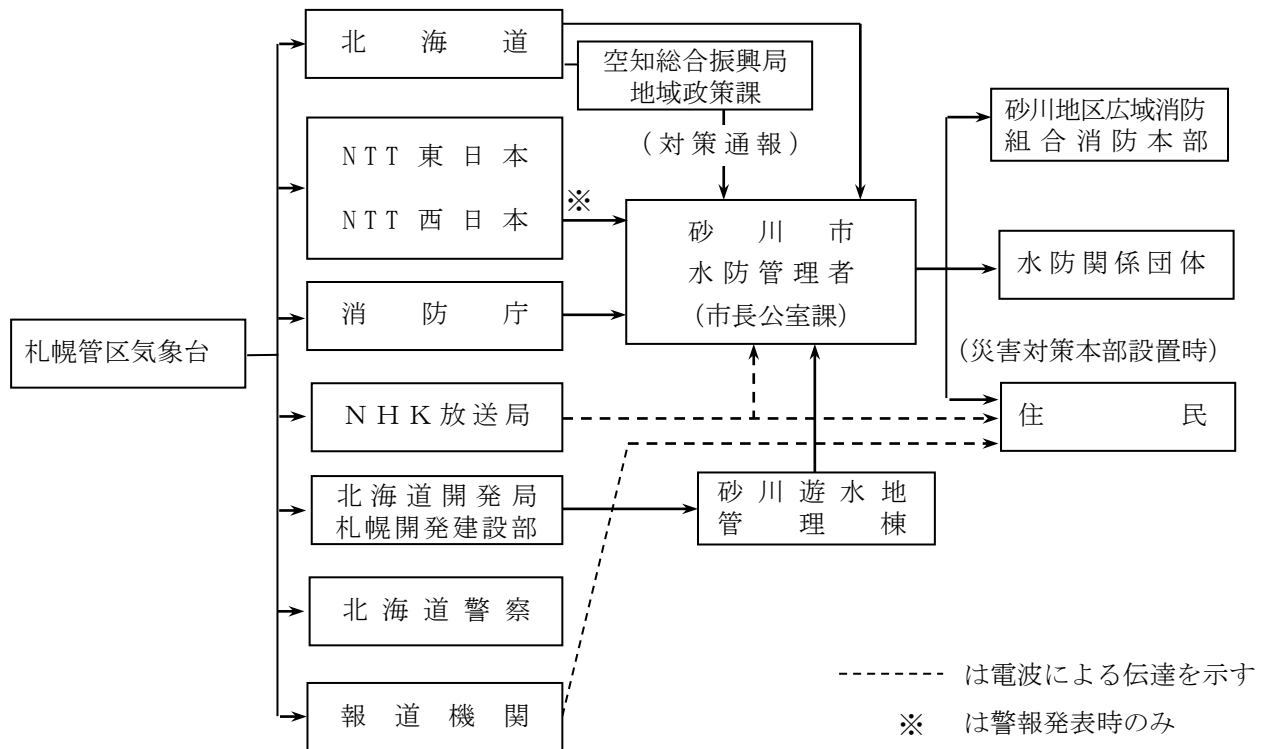 北海道
空知総合振興局
地域政策課
(対策通報)
砂川地区広域消防
組合消防本部
NTT東日本
NTT西日本
※
砂川市
水防管理者
(市長公室課)
水防関係団体
消防庁
札幌管区気象台
(災害対策本部設置時)
NHK放送局
住民
北海道開発局
札幌開発建設部
砂川遊水地
管理棟
北海道警察
報道機関
は電波による伝達を示す
※ は警報発表時のみ